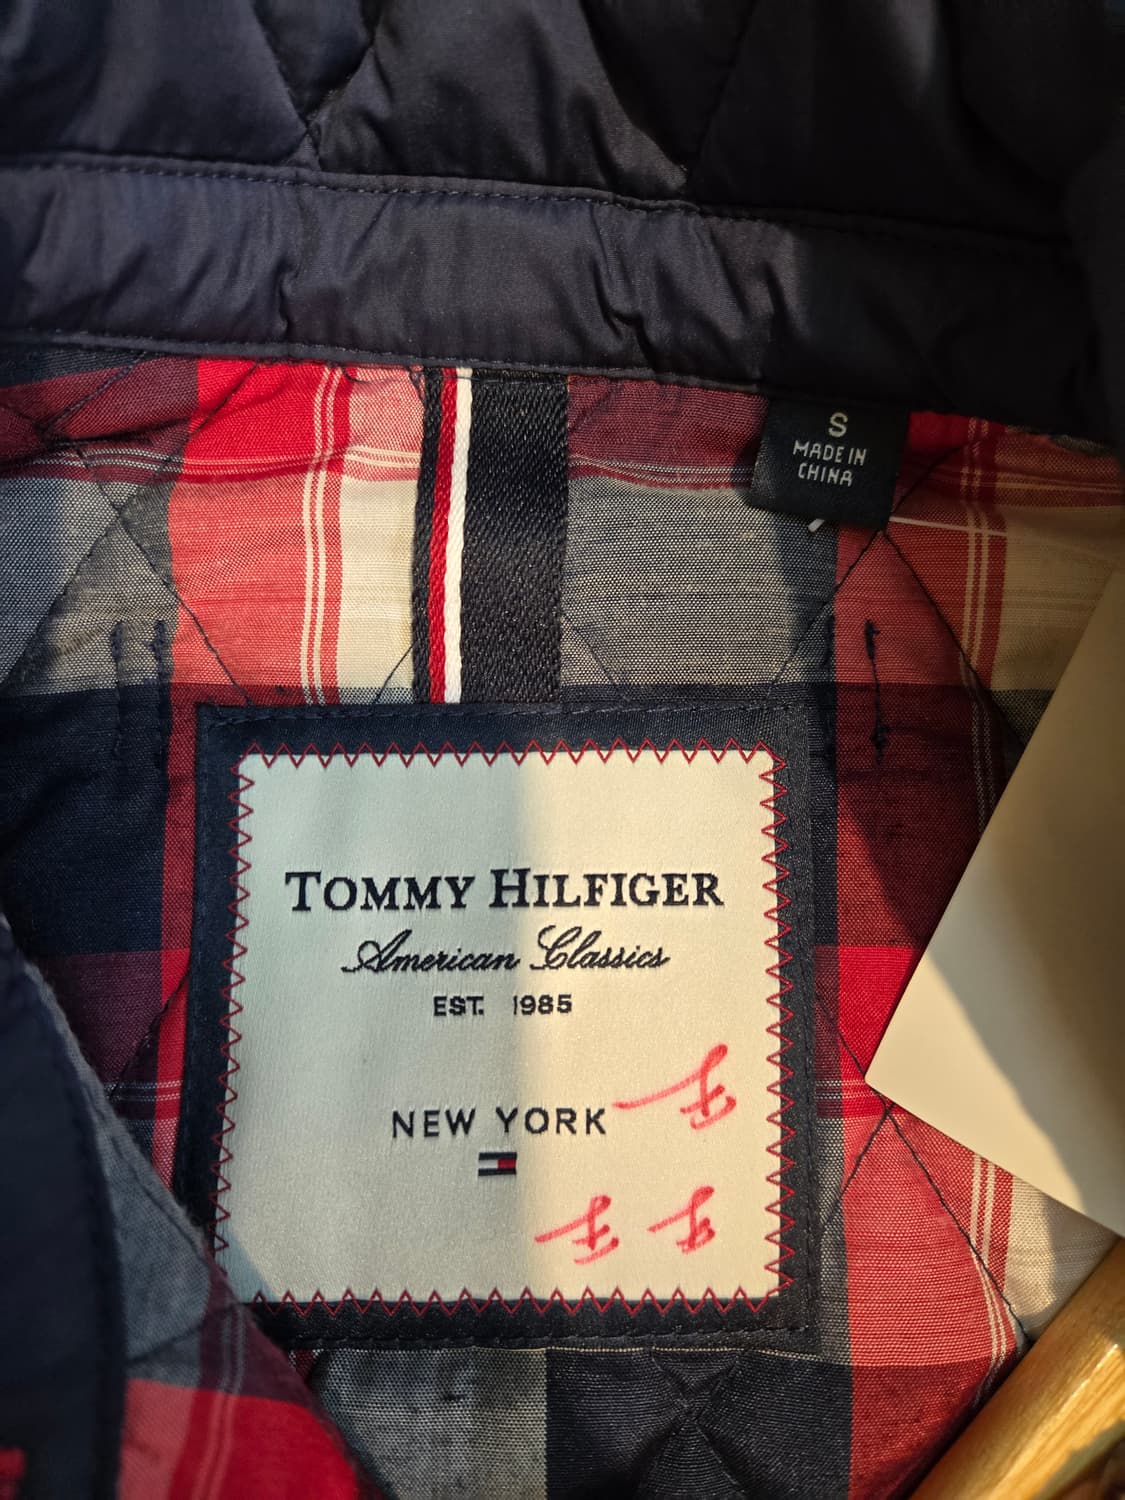 S
MADE IN
CHINA
TOMMY HILFIGER
American Classics
EST. 1985
NEW YORK